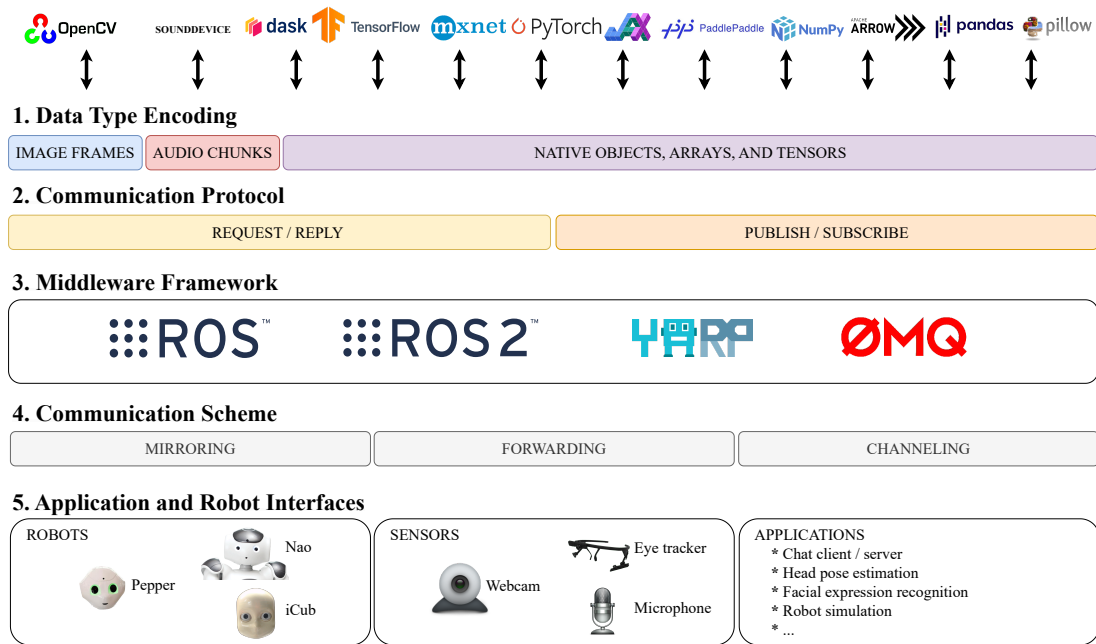 OpenCV SOUNDDEVICE dask TensorFlow mxnet PyTorch JAX PaddlePaddle NumPy APACHE ARROW pandas pillow
1. Data Type Encoding
IMAGE FRAMES AUDIO CHUNKS NATIVE OBJECTS, ARRAYS, AND TENSORS
2. Communication Protocol
REQUEST / REPLY PUBLISH / SUBSCRIBE
3. Middleware Framework
ROS™ ROS 2™ YARP ØMQ
4. Communication Scheme
MIRRORING FORWARDING CHANNELING
5. Application and Robot Interfaces
ROBOTS
Nao
Pepper
iCub
SENSORS
Eye tracker
Webcam
Microphone
APPLICATIONS
* Chat client / server
* Head pose estimation
* Facial expression recognition
* Robot simulation
* ...